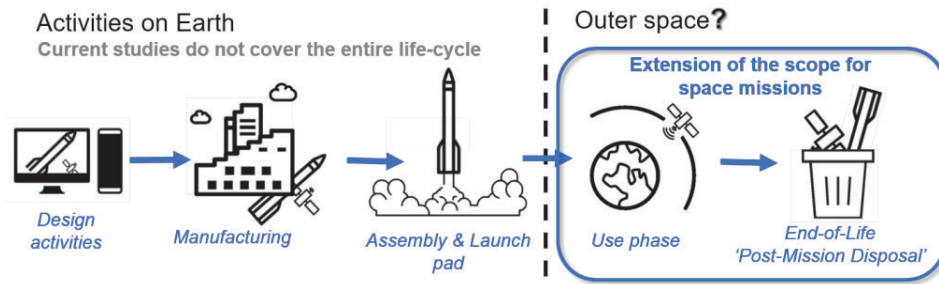 Activities on Earth
Current studies do not cover the entire life-cycle
Outer space?
Extension of the scope for
space missions
Design
activities
Manufacturing
Assembly & Launch
pad
Use phase
End-of-Life
‘Post-Mission Disposal’